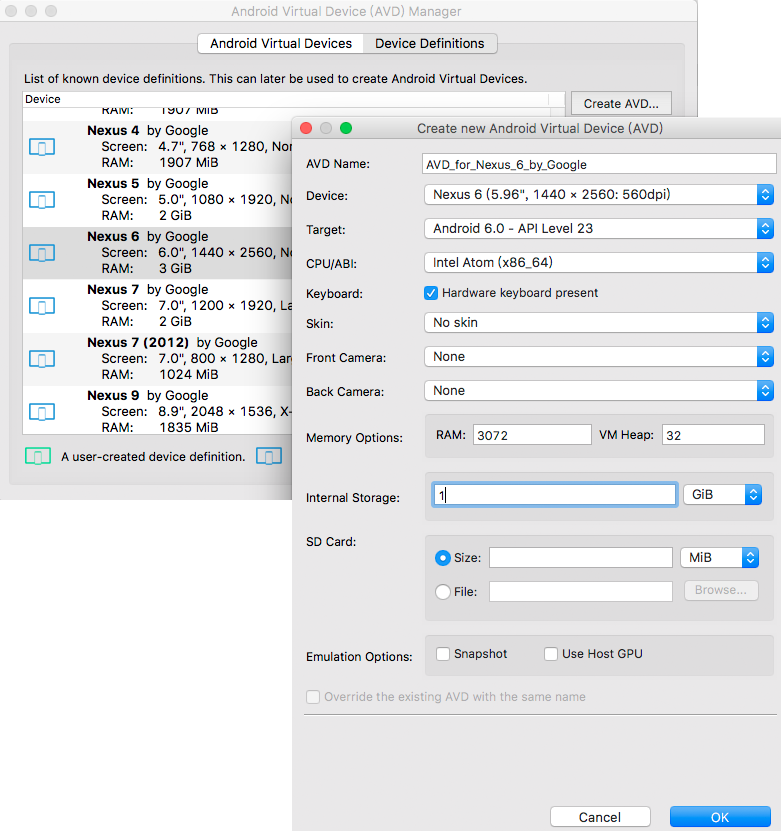 Android Virtual Device (AVD) Manager
Android Virtual Devices
Device Definitions
List of known device definitions. This can later be used to create Android Virtual Devices.
Device
Create AVD...
RAM: 1907 MiB
Nexus 4 by Google
Screen: 4.7", 768 × 1280, Nor
RAM: 1907 MiB
Nexus 5 by Google
Screen: 5.0", 1080 × 1920, No
RAM: 2 GiB
Nexus 6 by Google
Screen: 6.0", 1440 × 2560, No
RAM: 3 GiB
Nexus 7 by Google
Screen: 7.0", 1200 × 1920, La
RAM: 2 GiB
Nexus 7 (2012) by Google
Screen: 7.0", 800 × 1280, Larg
RAM: 1024 MiB
Nexus 9 by Google
Screen: 8.9", 2048 × 1536, X-
RAM: 1835 MiB
A user-created device definition.
Create new Android Virtual Device (AVD)
AVD Name: AVD_for_Nexus_6_by_Google
Device: Nexus 6 (5.96", 1440 × 2560: 560dpi)
Target: Android 6.0 - API Level 23
CPU/ABI: Intel Atom (x86_64)
Keyboard: Hardware keyboard present
Skin: No skin
Front Camera: None
Back Camera: None
Memory Options: RAM: 3072 VM Heap: 32
Internal Storage: 1 GiB
SD Card:
Size: MiB
File: Browse...
Emulation Options: Snapshot Use Host GPU
Override the existing AVD with the same name
Cancel OK